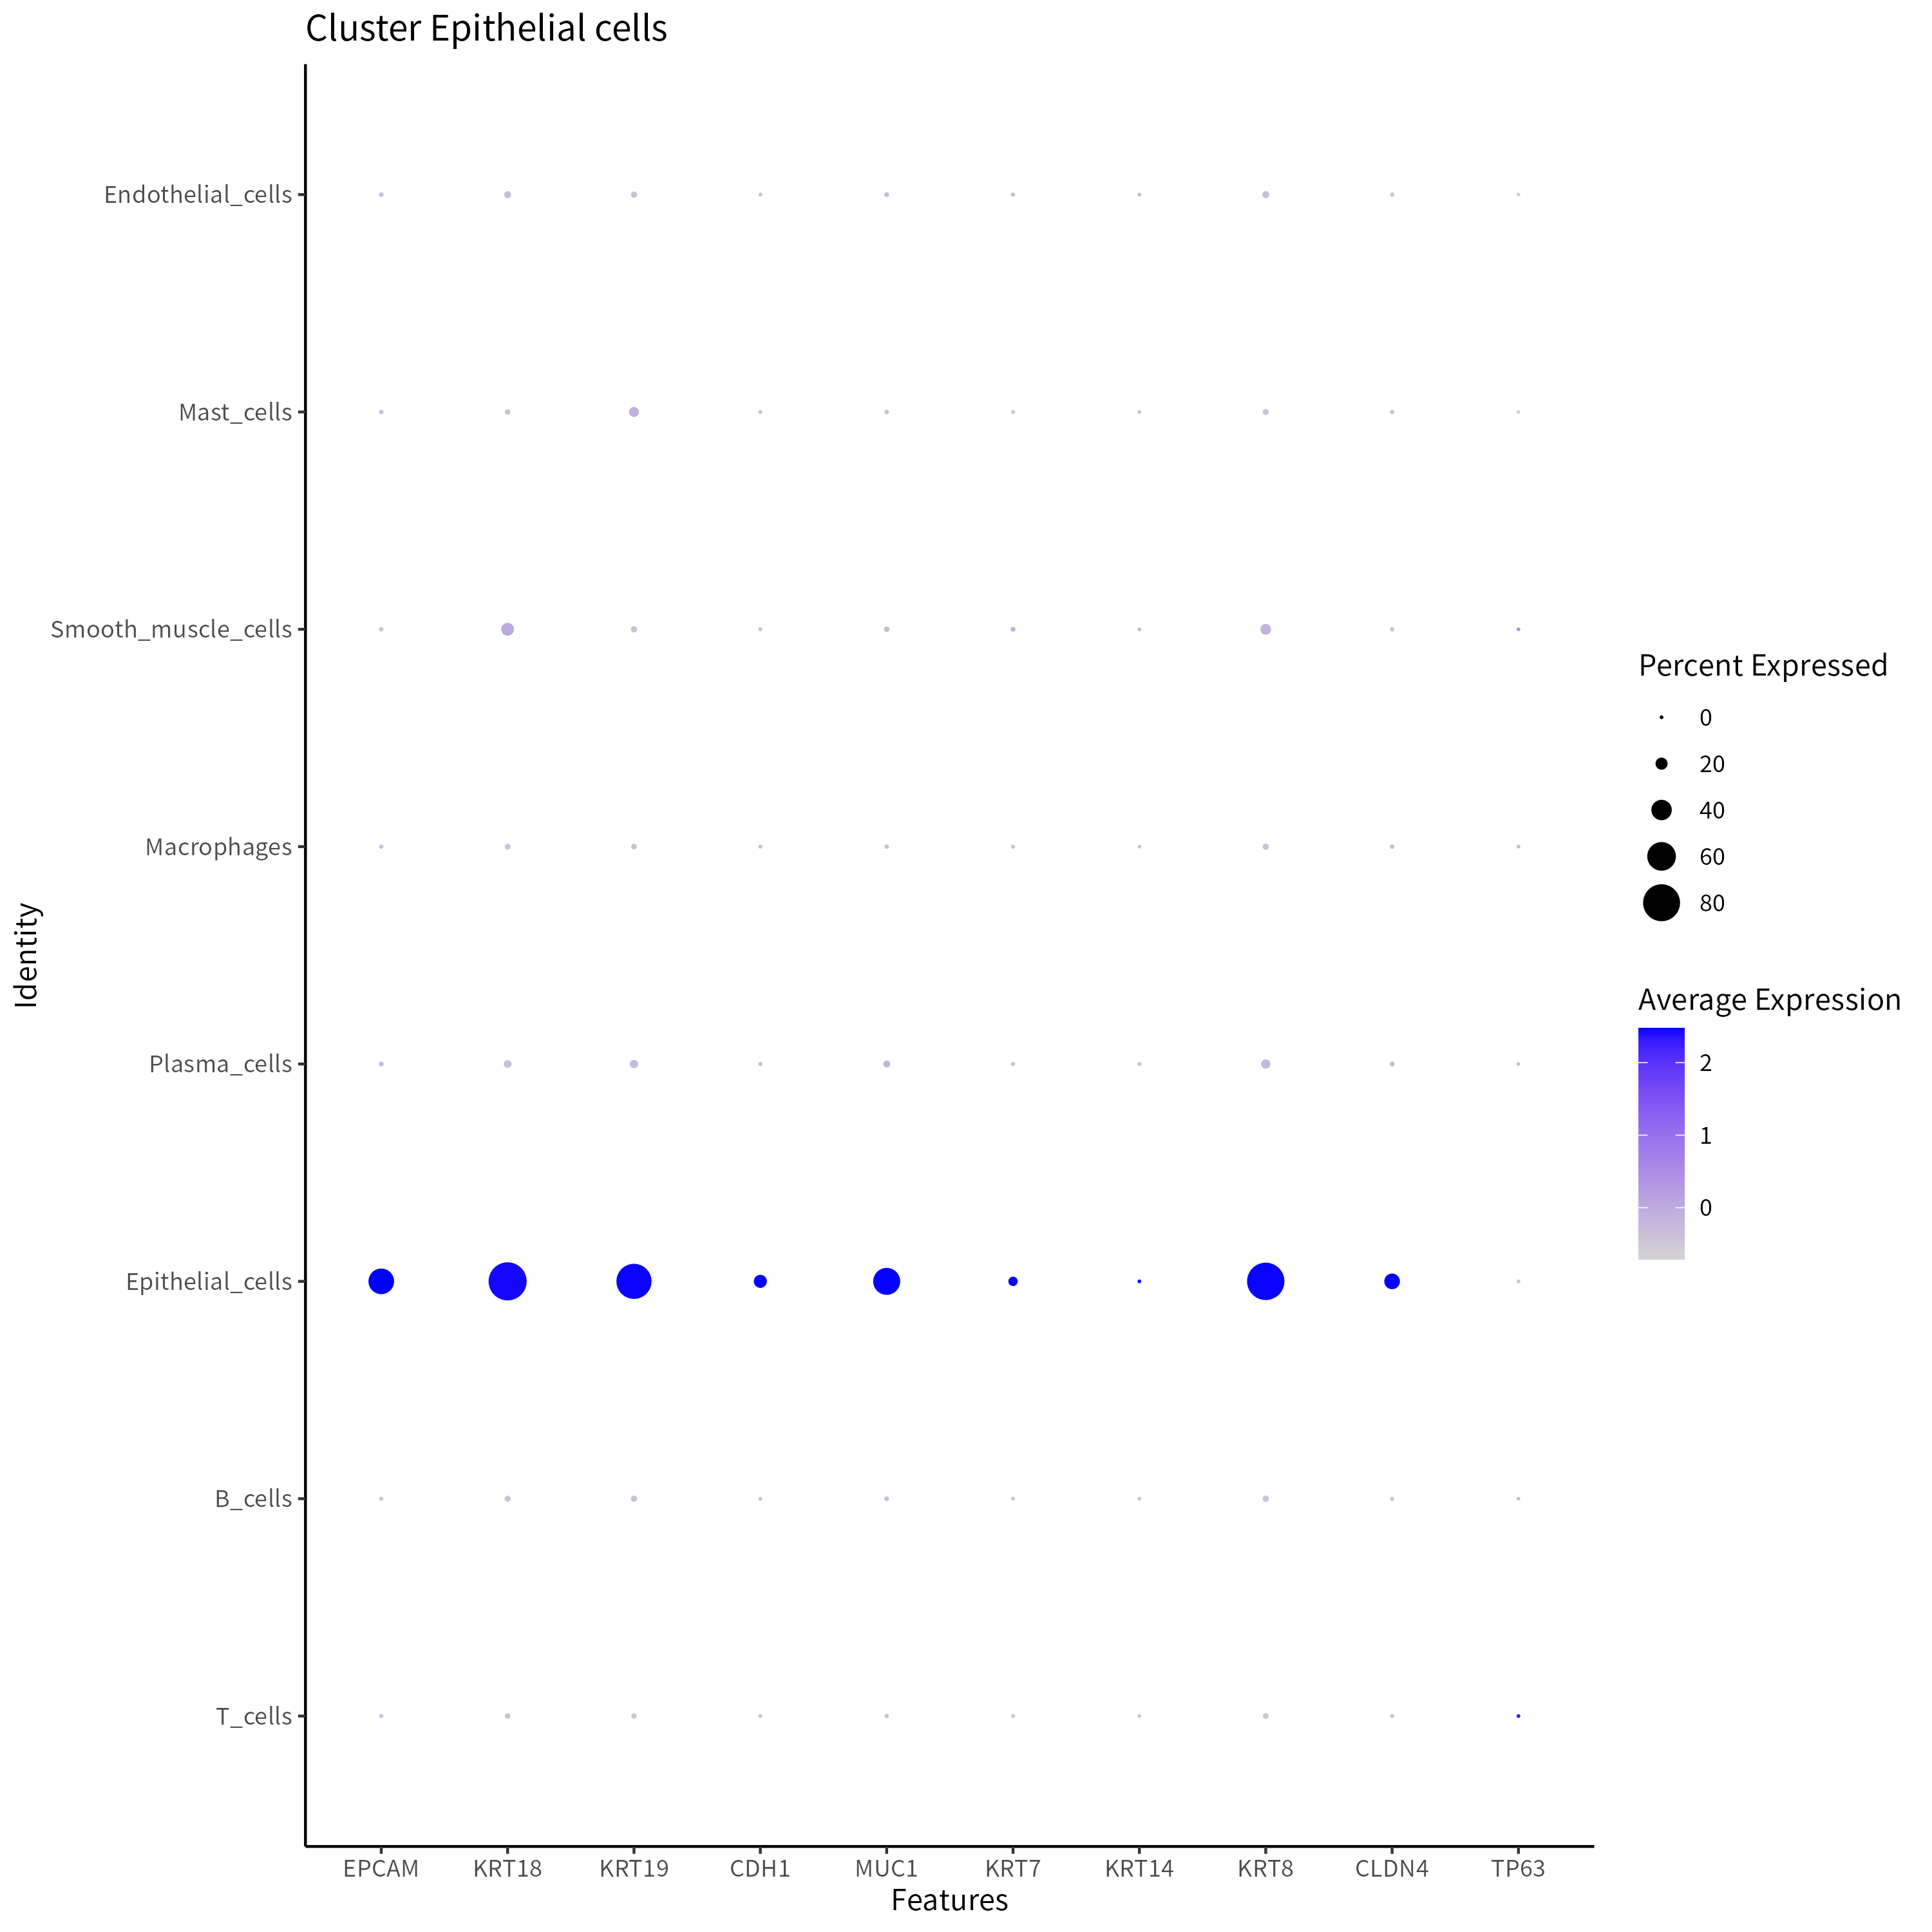 Cluster Epithelial cells
Endothelial_cells
Mast_cells
Smooth_muscle_cells
Macrophages
Plasma_cells
Epithelial_cells
B_cells
T_cells
Identity
EPCAM KRT18 KRT19 CDH1 MUC1 KRT7 KRT14 KRT8 CLDN4 TP63
Features
Percent Expressed
0
20
40
60
80
Average Expression
2
1
0